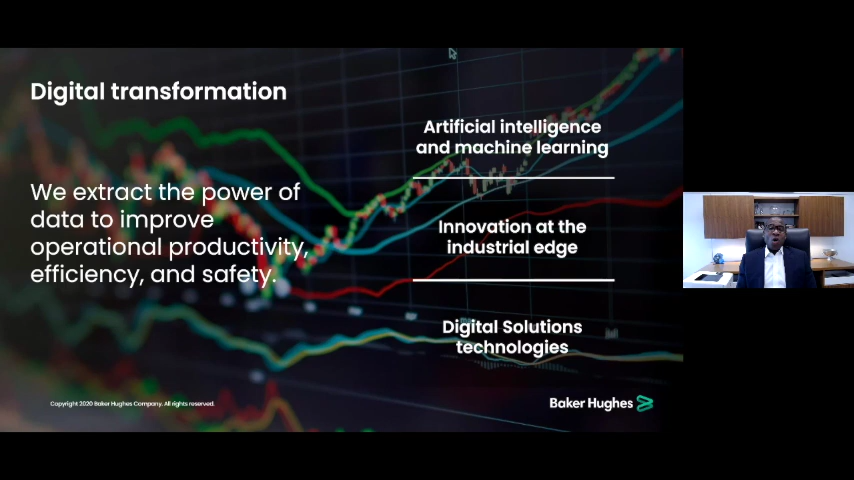 Digital transformation
We extract the power of
data to improve
operational productivity,
efficiency, and safety.
Artificial intelligence
and machine learning
Innovation at the
industrial edge
Digital Solutions
technologies
Copyright 2020 Baker Hughes Company. All rights reserved.
Baker Hughes